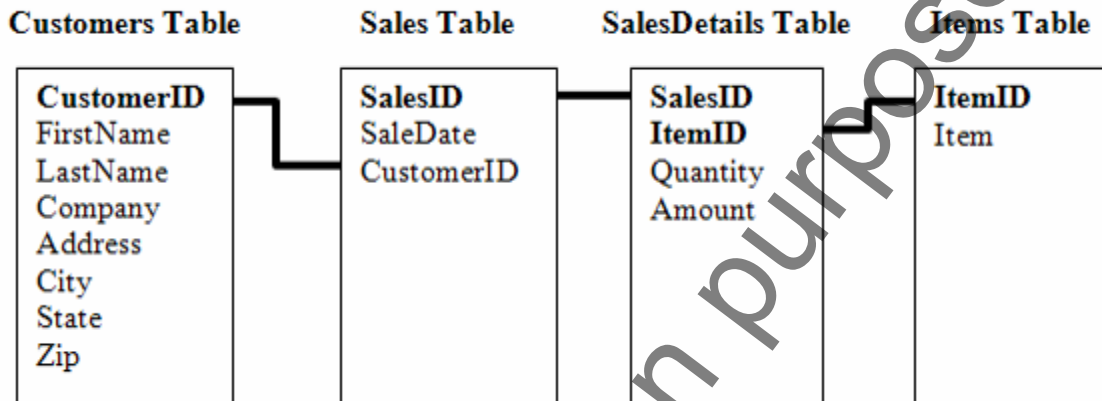 Customers Table
CustomerID
FirstName
LastName
Company
Address
City
State
Zip
Sales Table
SalesID
SaleDate
CustomerID
SalesDetails Table
SalesID
ItemID
Quantity
Amount
Items Table
ItemID
Item
purpose